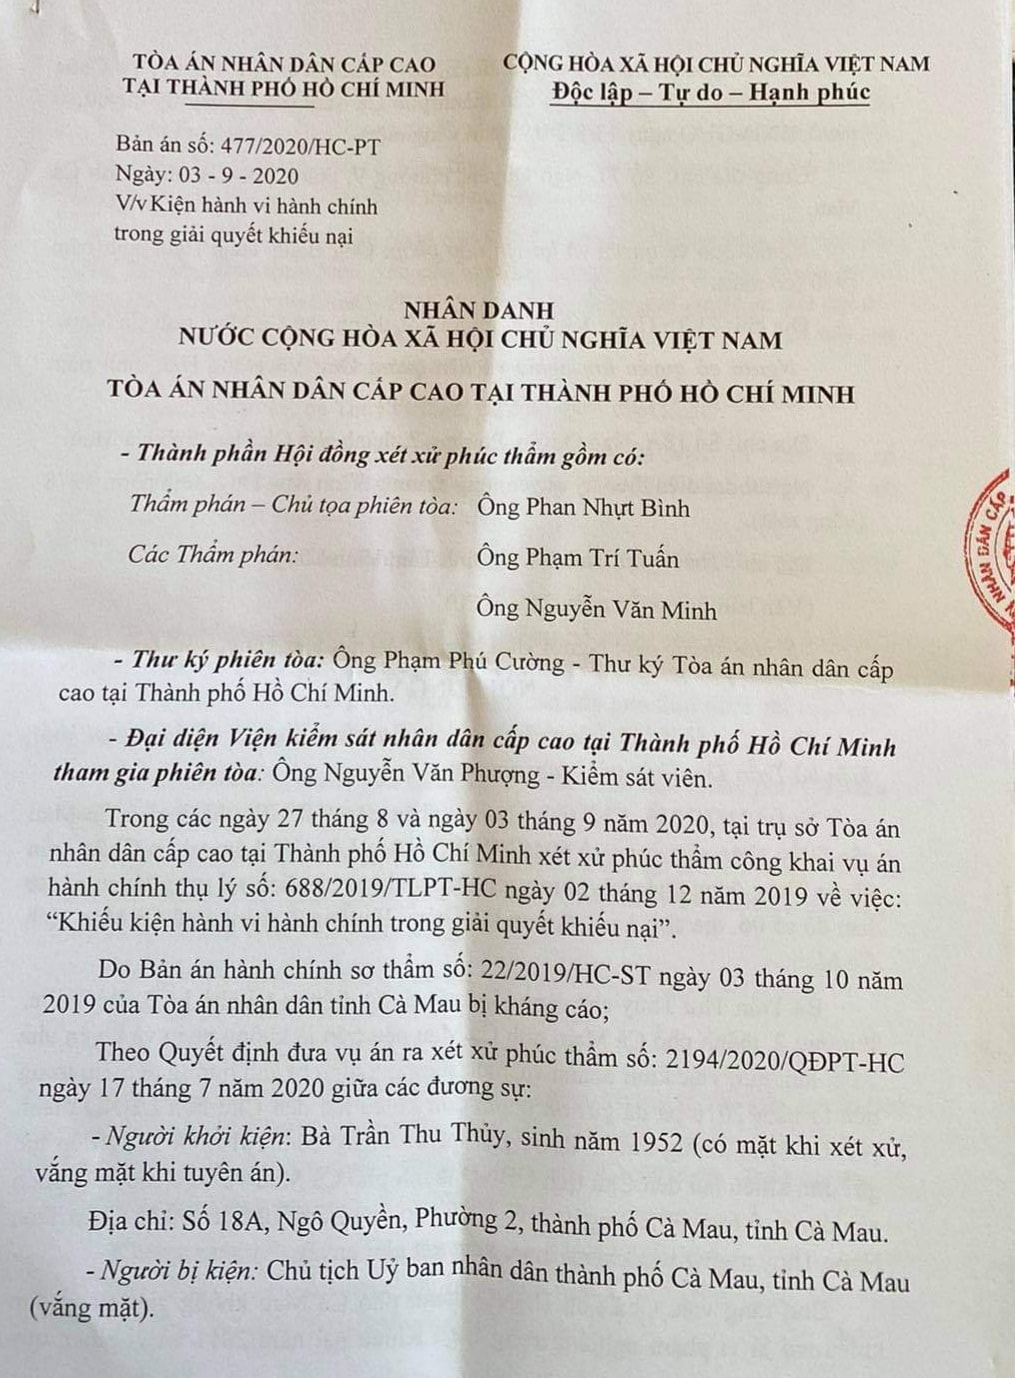 TÒA ÁN NHÂN DÂN CẤP CAO
TẠI THÀNH PHỐ HỒ CHÍ MINH
CỘNG HÒA XÃ HỘI CHỦ NGHĨA VIỆT NAM
Độc lập – Tự do – Hạnh phúc
Bản án số: 477/2020/HC-PT
Ngày: 03 - 9 - 2020
V/v Kiện hành vi hành chính
trong giải quyết khiếu nại
NHÂN DANH
NƯỚC CỘNG HÒA XÃ HỘI CHỦ NGHĨA VIỆT NAM
TÒA ÁN NHÂN DÂN CẤP CAO TẠI THÀNH PHỐ HỒ CHÍ MINH
- Thành phần Hội đồng xét xử phúc thẩm gồm có:
Thẩm phán – Chủ tọa phiên tòa: Ông Phan Nhựt Bình
Các Thẩm phán: Ông Phạm Trí Tuấn
Ông Nguyễn Văn Minh
- Thư ký phiên tòa: Ông Phạm Phú Cường - Thư ký Tòa án nhân dân cấp
cao tại Thành phố Hồ Chí Minh.
- Đại diện Viện kiểm sát nhân dân cấp cao tại Thành phố Hồ Chí Minh
tham gia phiên tòa: Ông Nguyễn Văn Phượng - Kiểm sát viên.
Trong các ngày 27 tháng 8 và ngày 03 tháng 9 năm 2020, tại trụ sở Tòa án
nhân dân cấp cao tại Thành phố Hồ Chí Minh xét xử phúc thẩm công khai vụ án
hành chính thụ lý số: 688/2019/TLPT-HC ngày 02 tháng 12 năm 2019 về việc:
“Khiếu kiện hành vi hành chính trong giải quyết khiếu nại”.
Do Bản án hành chính sơ thẩm số: 22/2019/HC-ST ngày 03 tháng 10 năm
2019 của Tòa án nhân dân tỉnh Cà Mau bị kháng cáo;
Theo Quyết định đưa vụ án ra xét xử phúc thẩm số: 2194/2020/QĐPT-HC
ngày 17 tháng 7 năm 2020 giữa các đương sự:
- Người khởi kiện: Bà Trần Thu Thủy, sinh năm 1952 (có mặt khi xét xử,
vắng mặt khi tuyên án).
Địa chỉ: Số 18A, Ngô Quyền, Phường 2, thành phố Cà Mau, tỉnh Cà Mau.
- Người bị kiện: Chủ tịch Uỷ ban nhân dân thành phố Cà Mau, tỉnh Cà Mau
(vắng mặt).
NHÂN DÂN CẤP